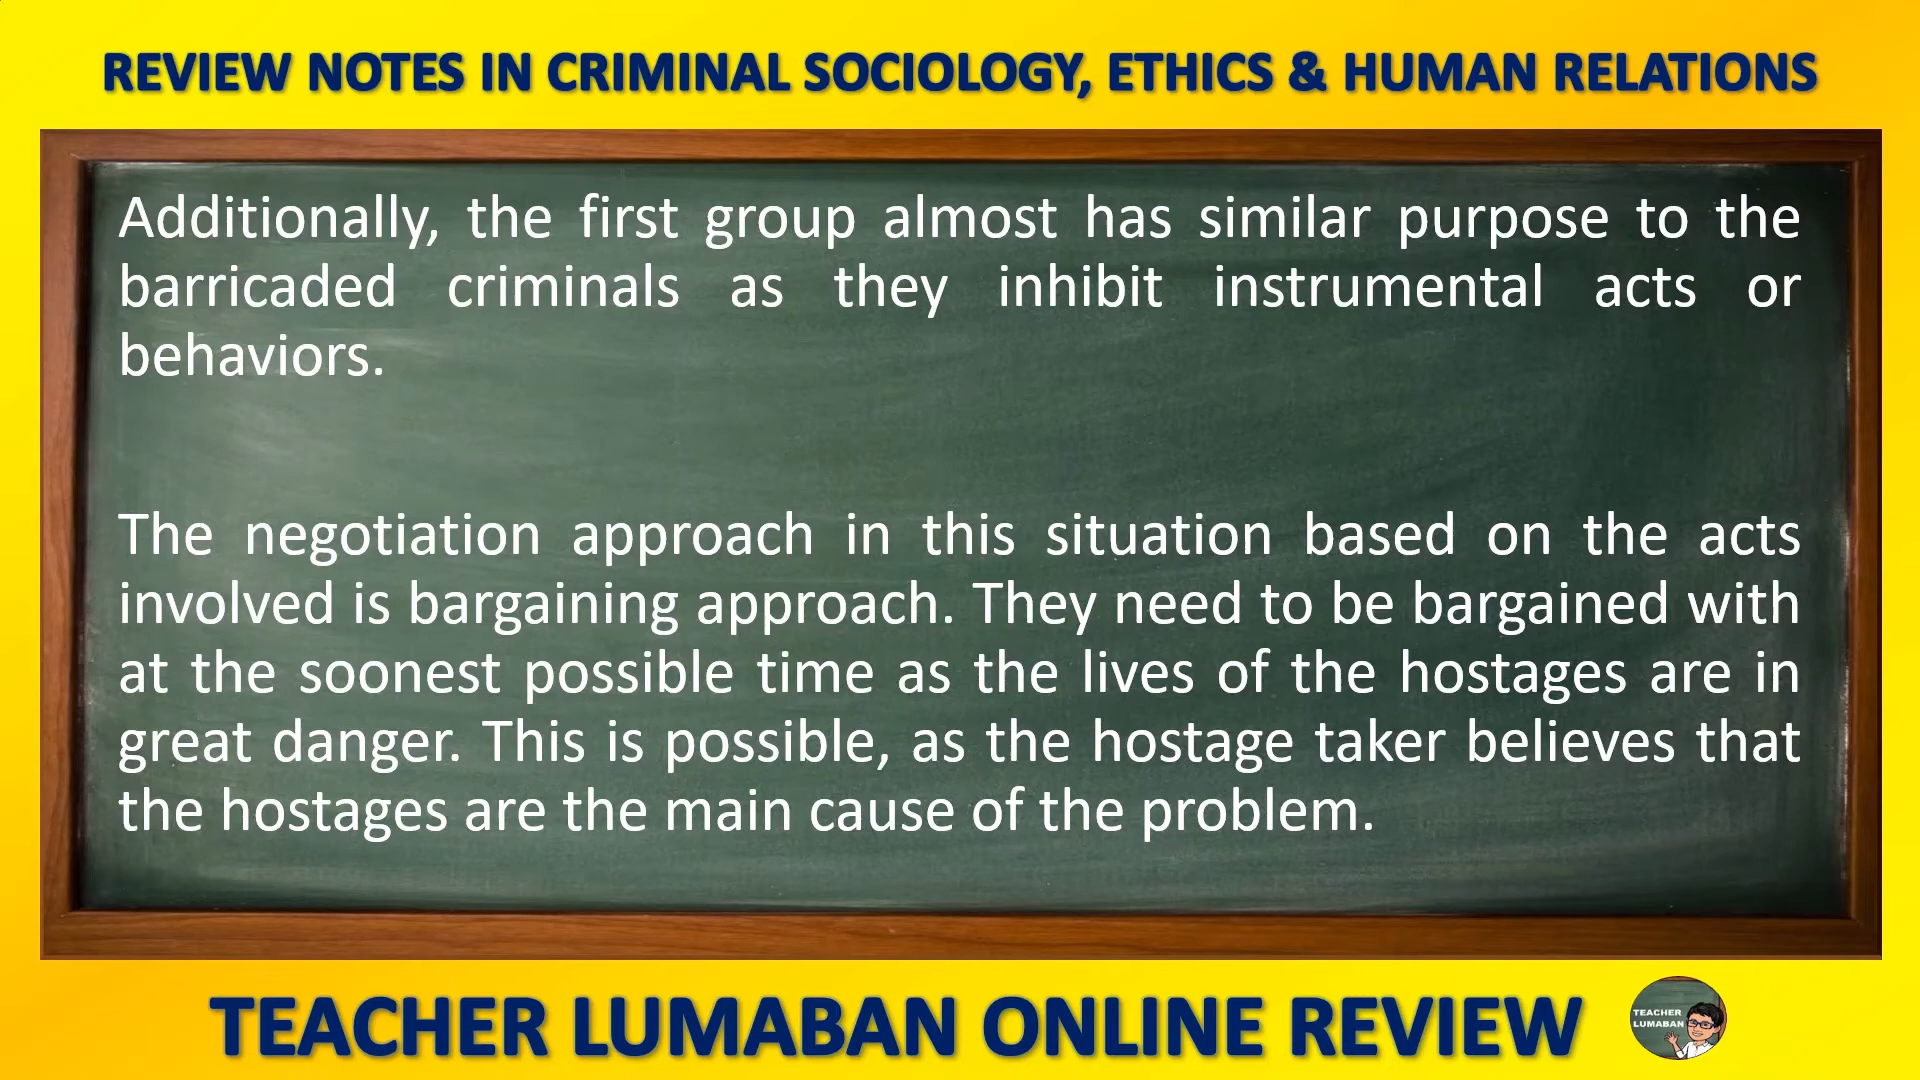 REVIEW NOTES IN CRIMINAL SOCIOLOGY, ETHICS & HUMAN RELATIONS
Additionally, the first group almost has similar purpose to the
barricaded criminals as they inhibit instrumental acts or
behaviors.
The negotiation approach in this situation based on the acts
involved is bargaining approach. They need to be bargained with
at the soonest possible time as the lives of the hostages are in
great danger. This is possible, as the hostage taker believes that
the hostages are the main cause of the problem.
TEACHER LUMABAN ONLINE REVIEW
TEACHER
LUMABAN